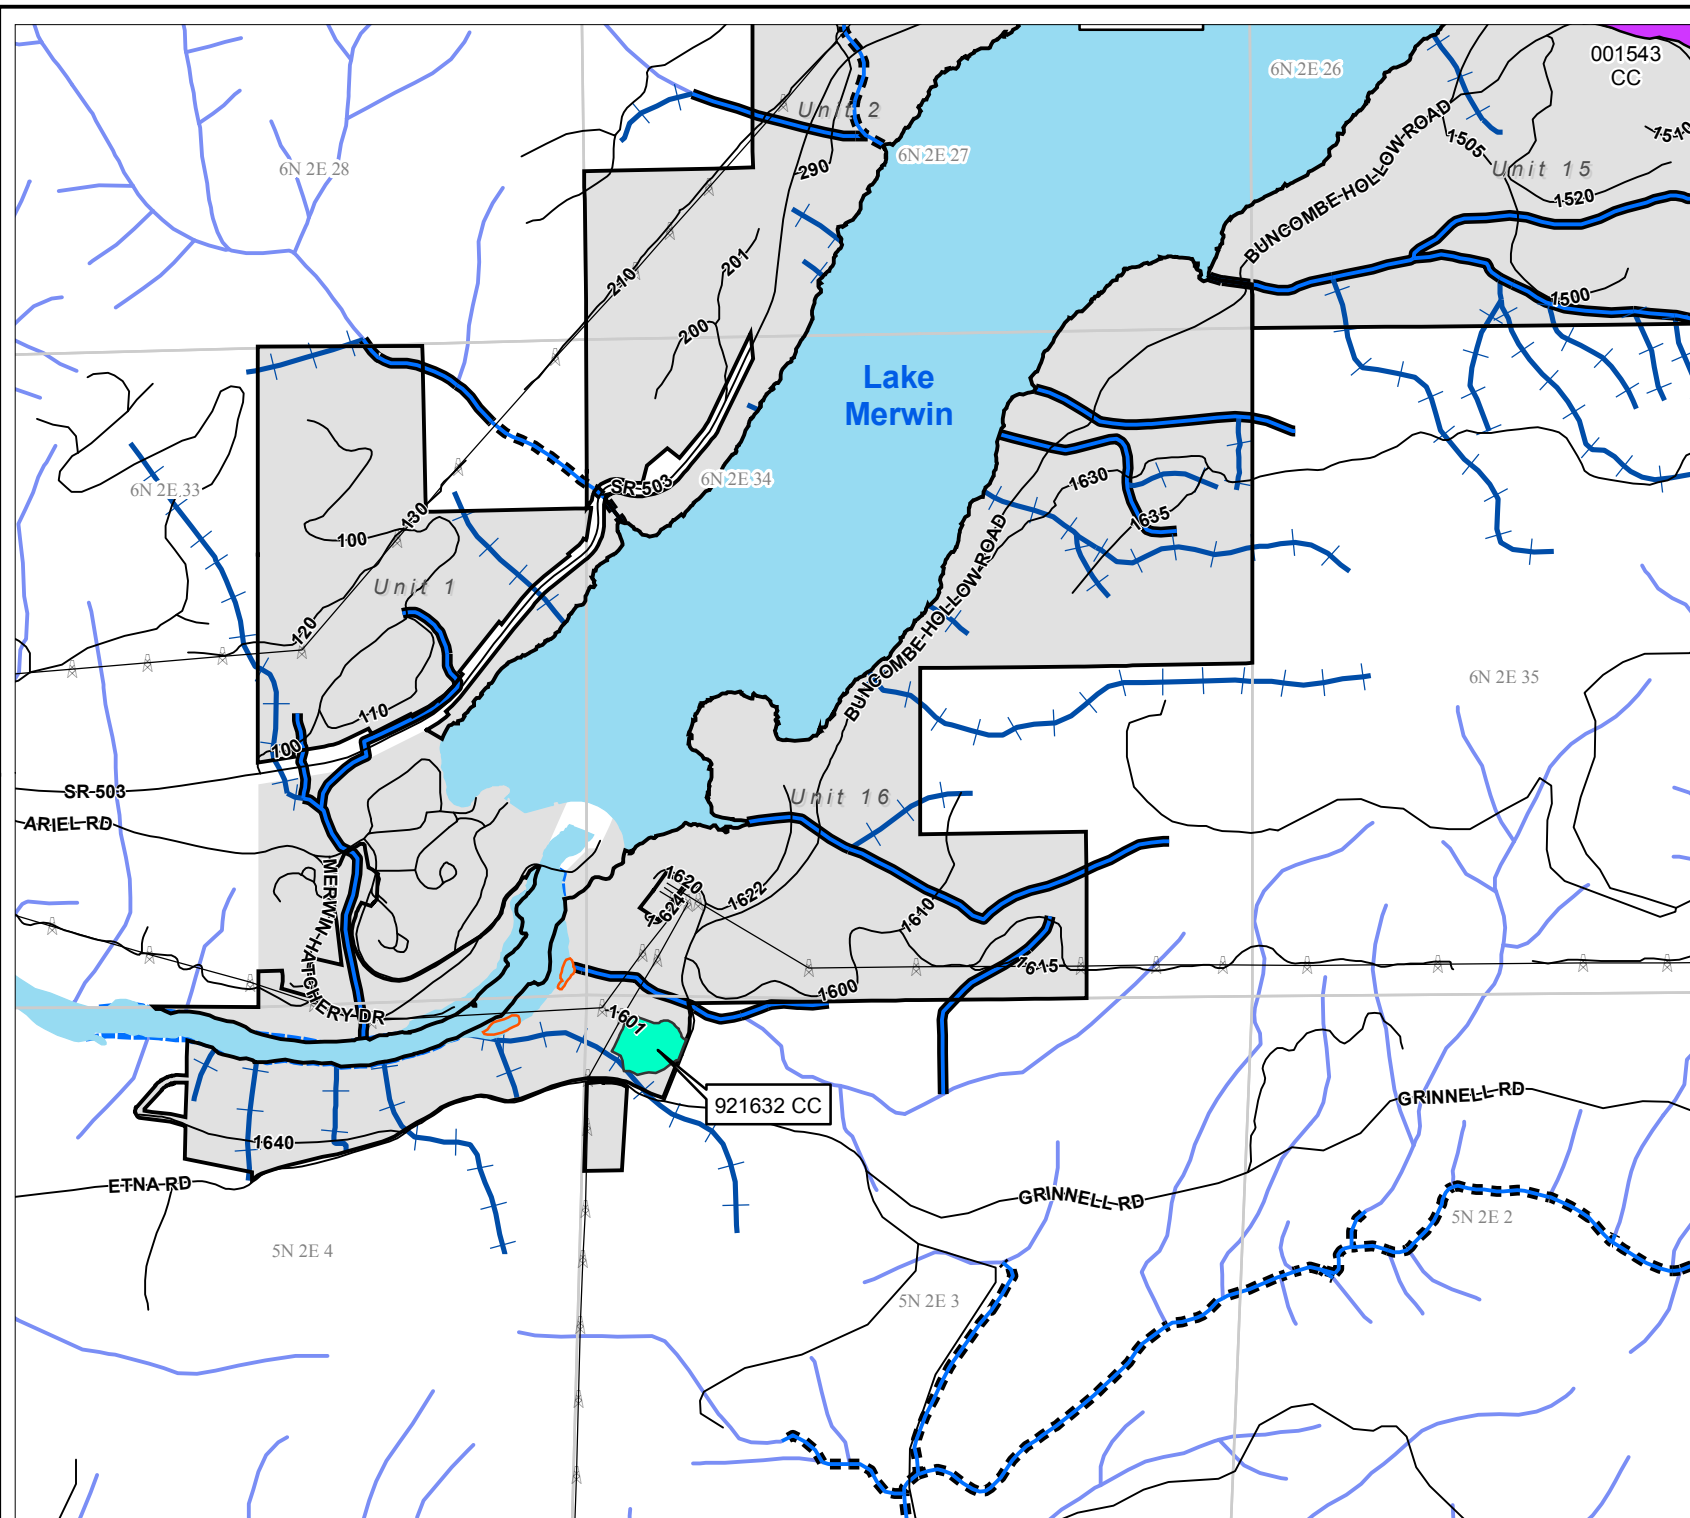 001543
CC
6N 2E 26
Unit 2
BUNCOMBE HOLLOW ROAD
1505
1510
6N 2E 27
6N 2E 28
290
Unit 15
1520
201
210
1500
200
Lake
Merwin
SR 503
6N 2E 34
6N 2E 33
1630
130
1635
100
BUNCOMBE HOLLOW ROAD
Unit 1
120
6N 2E 35
110
100
SR 503
Unit 16
ARIEL RD
MERWIN HATCHERY DR
1620
1622
1624
1610
1615
1600
1601
921632 CC
GRINNELL RD
1640
ETNA RD
GRINNELL RD
5N 2E 4
5N 2E 2
5N 2E 3